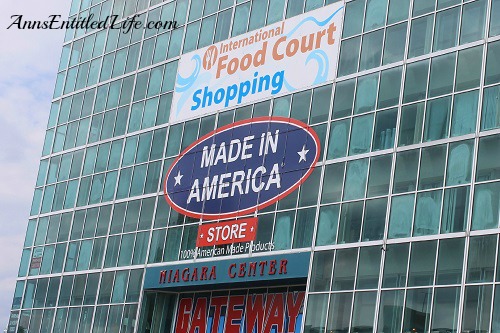 AnnsEntitledLife.com
International
Food Court
Shopping
MADE IN
AMERICA
STORE
100% American Made Products
NIAGARA CENTER
GATEWAY